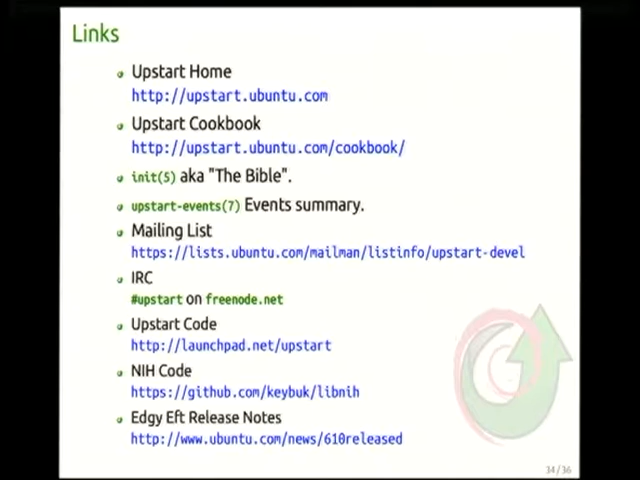 Links
Upstart Home
http://upstart.ubuntu.com
Upstart Cookbook
http://upstart.ubuntu.com/cookbook/
init(5) aka "The Bible".
upstart-events(7) Events summary.
Mailing List
https://lists.ubuntu.com/mailman/listinfo/upstart-devel
IRC
#upstart on freenode.net
Upstart Code
http://launchpad.net/upstart
NIH Code
https://github.com/keybuk/libnih
Edgy Eft Release Notes
http://www.ubuntu.com/news/610released
34/36